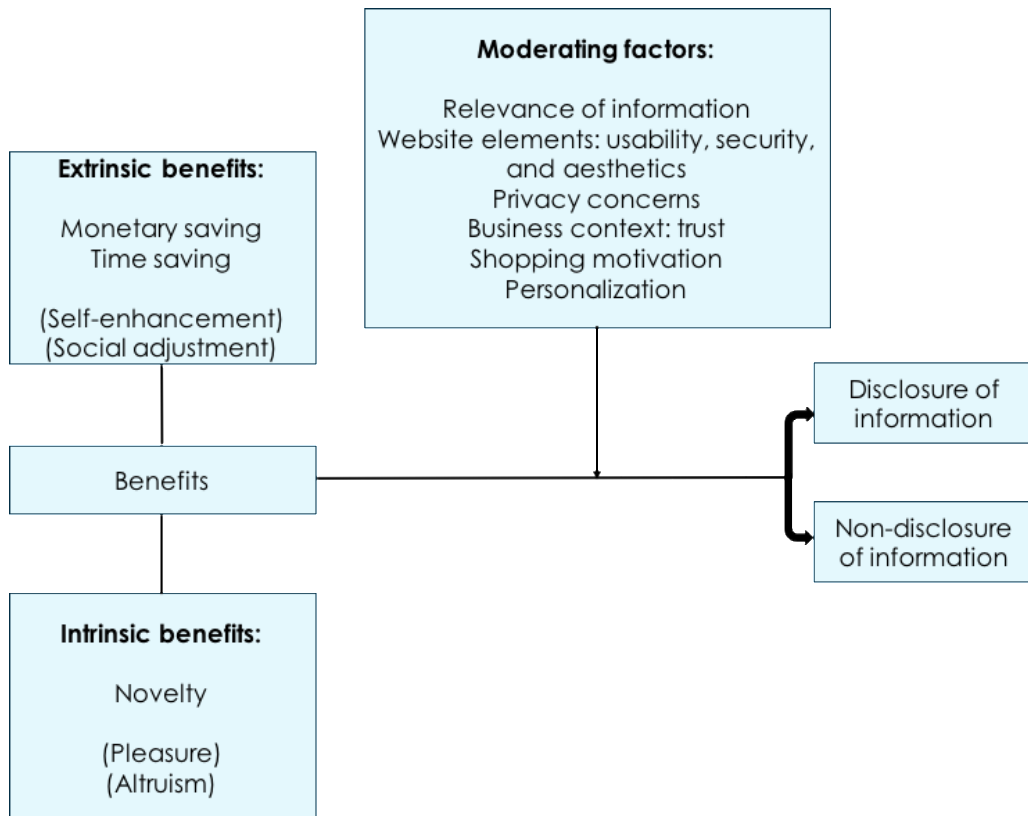 Moderating factors:
Relevance of information
Website elements: usability, security,
and aesthetics
Privacy concerns
Business context: trust
Shopping motivation
Personalization
Extrinsic benefits:
Monetary saving
Time saving
(Self-enhancement)
(Social adjustment)
Benefits
Disclosure of
information
Non-disclosure
of information
Intrinsic benefits:
Novelty
(Pleasure)
(Altruism)